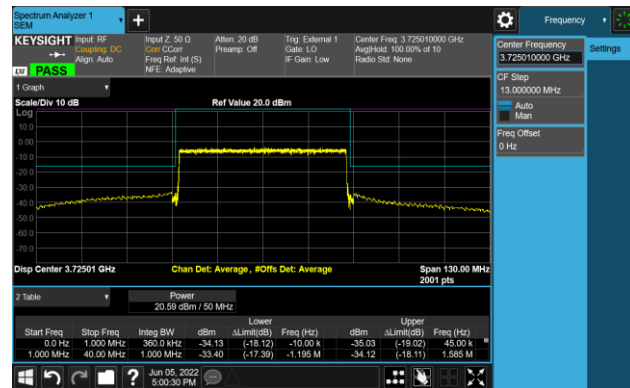 Spectrum Analyzer 1
SEM
+
Frequency
KEYSIGHT
Input: RF
Coupling: DC
Align: Auto
Input Z: 50 Ω
Corr CCorr
Freq Ref: Int (S)
NFE: Adaptive
Atten: 20 dB
Preamp: Off
Trig: External 1
Gate: LO
IF Gain: Low
Center Freq: 3.725010000 GHz
Avg|Hold: 100.00% of 10
Radio Std: None
LXI PASS
Center Frequency
3.725010000 GHz
Settings
CF Step
13.000000 MHz
Auto
Man
Freq Offset
0 Hz
1 Graph
Scale/Div 10 dB
Ref Value 20.0 dBm
Log
10.0
0.00
-10.0
-20.0
-30.0
-40.0
-50.0
-60.0
-70.0
Disp Center 3.72501 GHz
Chan Det: Average , #Offs Det: Average
Span 130.00 MHz
2001 pts
2 Table
Power
20.59 dBm / 50 MHz
Lower Upper
Start Freq Stop Freq Integ BW dBm ΔLimit(dB) Freq (Hz) dBm ΔLimit(dB) Freq (Hz)
0.0 Hz 1.000 MHz 360.0 kHz -34.13 (-18.12) -10.00 k -35.03 (-19.02) 45.00 k
1.000 MHz 40.00 MHz 1.000 MHz -33.40 (-17.39) -1.195 M -34.12 (-18.11) 1.585 M
? Jun 05, 2022
5:00:30 PM